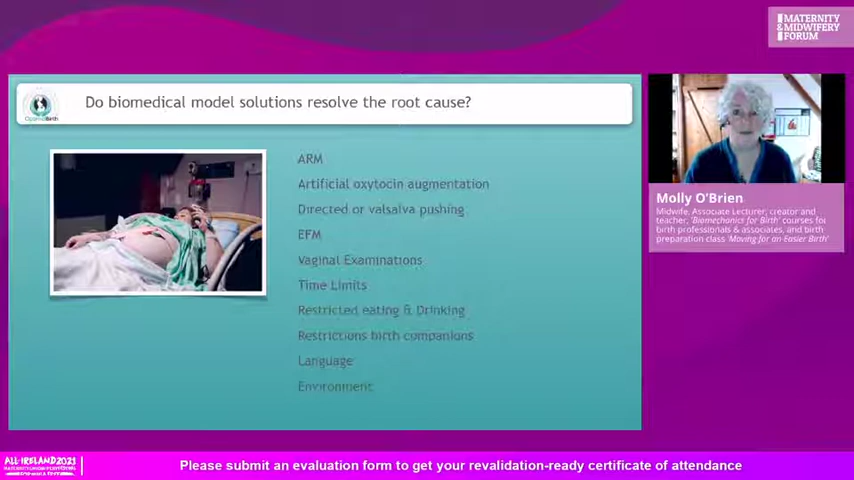 MATERNITY
&MIDWIFERY
FORUM
Do biomedical model solutions resolve the root cause?
ARM
Artificial oxytocin augmentation
Directed or valsalva pushing
EFM
Vaginal Examinations
Time Limits
Restricted eating & Drinking
Restrictions birth companions
Language
Environment
Molly O'Brien
Midwife, Associate Lecturer, creator and
teacher, 'Biomechanics for Birth' courses for
birth professionals & associates, and birth
preparation class 'Moving for an Easier Birth'
ALL-IRELAND 2021
Please submit an evaluation form to get your revalidation-ready certificate of attendance